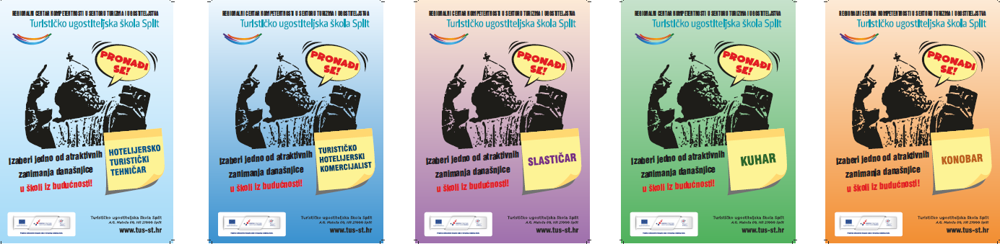 REGIONALNI CENTAR KOMPETENTNOSTI U SEKTORU TURIZMA I UGOSTITELJSTVA
Turističko ugostiteljska škola Split
PRONAĐI
SE!
HOTELIJERSKO
TURISTIČKI
TEHNIČAR
Izaberi jedno od atraktivnih
zanimanja današnjice
u školi iz budućnosti!
Turističko ugostiteljska škola Split
A.G. Matoša 60, HR 21000 Split
www.tus-st.hr
REGIONALNI CENTAR KOMPETENTNOSTI U SEKTORU TURIZMA I UGOSTITELJSTVA
Turističko ugostiteljska škola Split
PRONAĐI
SE!
TURISTIČKO
HOTELIJERSKI
KOMERCIJALIST
Izaberi jedno od atraktivnih
zanimanja današnjice
u školi iz budućnosti!
Turističko ugostiteljska škola Split
A.G. Matoša 60, HR 21000 Split
www.tus-st.hr
REGIONALNI CENTAR KOMPETENTNOSTI U SEKTORU TURIZMA I UGOSTITELJSTVA
Turističko ugostiteljska škola Split
PRONAĐI
SE!
SLASTIČAR
Izaberi jedno od atraktivnih
zanimanja današnjice
u školi iz budućnosti!
Turističko ugostiteljska škola Split
A.G. Matoša 60, HR 21000 Split
www.tus-st.hr
REGIONALNI CENTAR KOMPETENTNOSTI U SEKTORU TURIZMA I UGOSTITELJSTVA
Turističko ugostiteljska škola Split
PRONAĐI
SE!
KUHAR
Izaberi jedno od atraktivnih
zanimanja današnjice
u školi iz budućnosti!
Turističko ugostiteljska škola Split
A.G. Matoša 60, HR 21000 Split
www.tus-st.hr
REGIONALNI CENTAR KOMPETENTNOSTI U SEKTORU TURIZMA I UGOSTITELJSTVA
Turističko ugostiteljska škola Split
PRONAĐI
SE!
KONOBAR
Izaberi jedno od atraktivnih
zanimanja današnjice
u školi iz budućnosti!
Turističko ugostiteljska škola Split
A.G. Matoša 60, HR 21000 Split
www.tus-st.hr